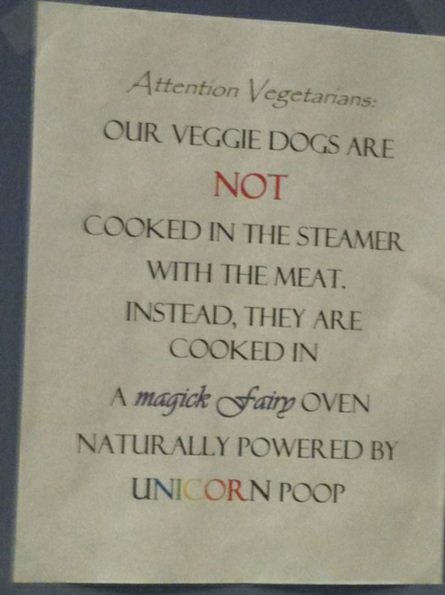 Attention Vegetarians:
OUR VEGGIE DOGS ARE
NOT
COOKED IN THE STEAMER
WITH THE MEAT.
INSTEAD, THEY ARE
COOKED IN
A magick Fairy OVEN
NATURALLY POWERED BY
UNICORN POOP